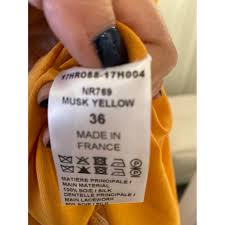 17HR088-17H004
NR769
MUSK YELLOW
36
MADE IN
FRANCE
MATIERE PRINCIPALE /
MAIN MATERIAL
100% SOIE / SILK
DENTELLE PRINCIPALE /
MAIN LACEWORK